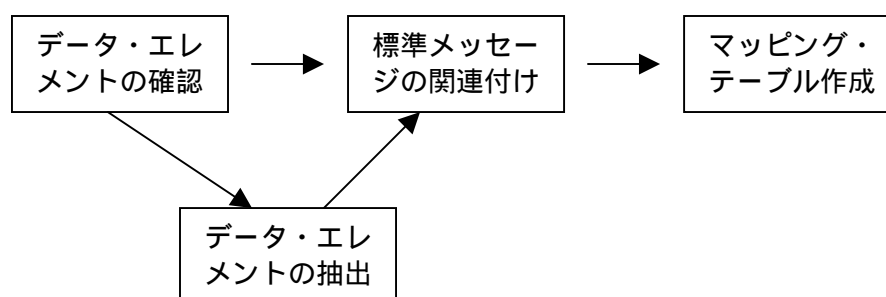 データ・エレ
メントの確認
標準メッセー
ジの関連付け
マッピング・
テーブル作成
データ・エレ
メントの抽出